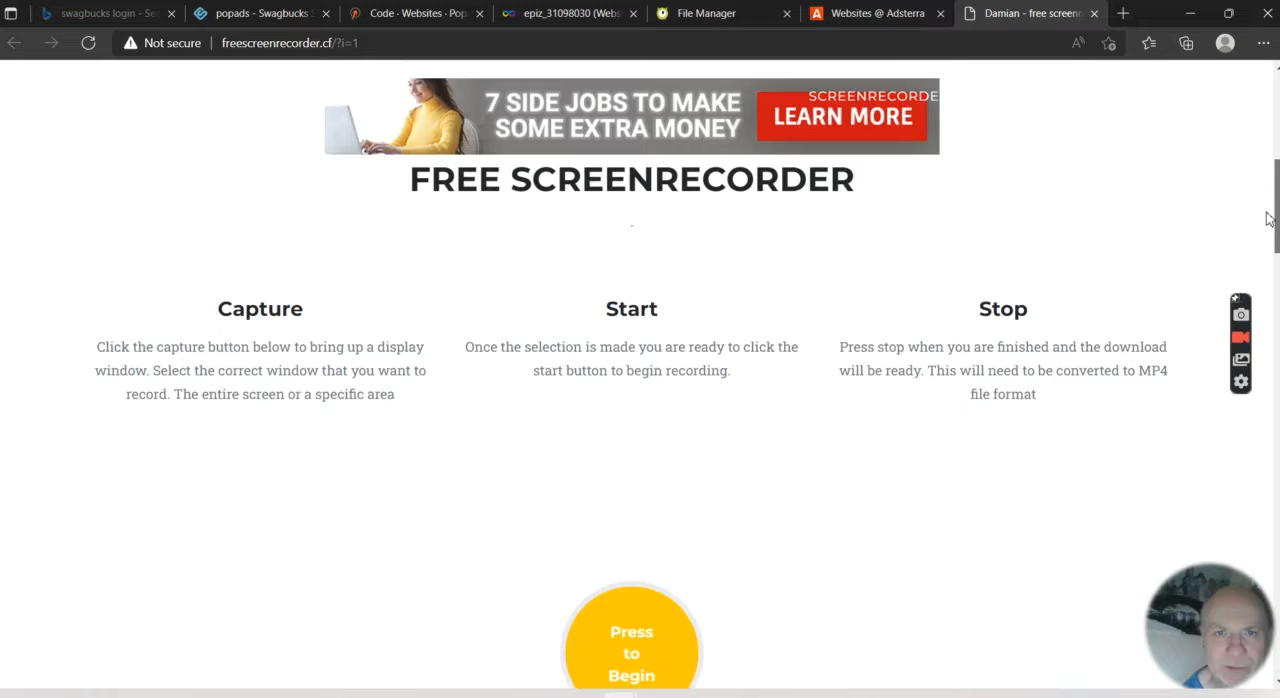 swagbucks login - Se
popads - Swagbucks S
Code · Websites · Pop
epiz_31098030 (Webs
File Manager
Websites @ Adsterra
Damian - free screenr
Not secure
freescreenrecorder.cf/?i=1
SCREENRECORDE
7 SIDE JOBS TO MAKE
SOME EXTRA MONEY
LEARN MORE
FREE SCREENRECORDER
.
Capture
Click the capture button below to bring up a display
window. Select the correct window that you want to
record. The entire screen or a specific area
Start
Once the selection is made you are ready to click the
start button to begin recording.
Stop
Press stop when you are finished and the download
will be ready. This will need to be converted to MP4
file format
Press
to
Begin